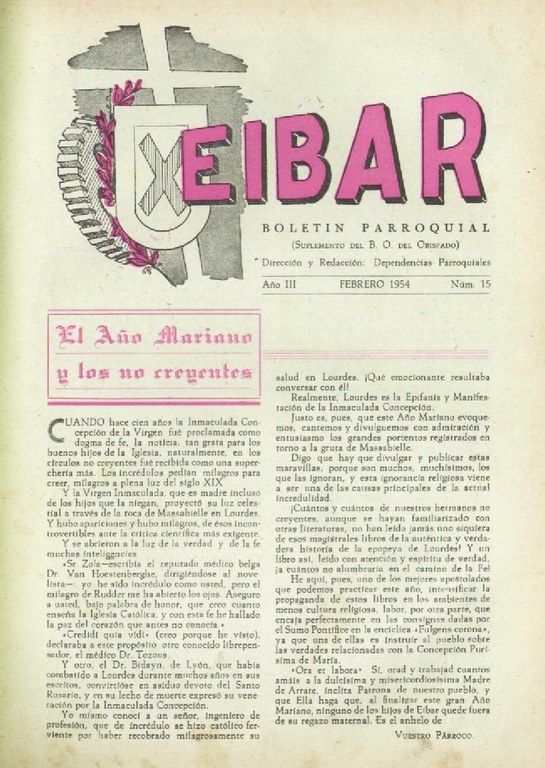 EIBAR
BOLETIN PARROQUIAL
(SUPLEMENTO DEL B. O. DEL OBISPADO)
Dirección y Redacción: Dependencias Parroquiales
Año III FEBRERO 1954 Núm. 15
El Año Mariano
y los no creyentes
CUANDO hace cien años la Inmaculada Con-
cepción de la Virgen fué proclamada como
dogma de fe, la noticia, tan grata para los
buenos hijos de la Iglesia, naturalmente, en los
círculos no creyentes fué recibida como una super-
chería más. Los incrédulos pedían milagros para
creer, milagros a plena luz del siglo XIX
Y la Virgen Inmaculada, que es madre incluso
de los hijos que la niegan, proyectó su luz celes-
tial a través de la roca de Massabielle en Lourdes.
Y hubo apariciones y hubo milagros, de ésos incon-
trovertibles ante la crítica científica más exigente.
Y se abrieron a la luz de la verdad y de la fe
muchas inteligencias
«Sr Zola—escribía el reputado médico belga
Dr. Van Hoestenberghe, dirigiéndose al nove-
lista—: yo he sido incrédulo como usted, pero el
milagro de Rudder me ha abierto los ojos. Aseguro
a usted, bajo palabra de honor, que creo cuanto
enseña la Iglesia Católica, y con esta fe he hallado
la paz del corazón que antes no conocía.»
«Credidi quia vidi» (creo porque he visto),
declaraba a este propósito otro conocido librepen-
sador, el médico Dr. Tozous.
Y otro, el Dr. Bidayn, de Lyón, que había
combatido a Lourdes durante muchos años en sus
escritos, convirtióse en asiduo devoto del Santo
Rosario, y en su lecho de muerte expresó su vene-
ración por la Inmaculada Concepción.
Yo mismo conocí a un señor, ingeniero de
profesión, que de incrédulo se hizo católico fer-
viente por haber recobrado milagrosamente su
salud en Lourdes. ¡Qué emocionante resultaba
conversar con él!
Realmente, Lourdes es la Epifanía y Manifes-
tación de la Inmaculada Concepción.
Justo es, pues, que este Año Mariano evoque-
mos, cantemos y divulguemos con admiración y
entusiasmo los grandes portentos registrados en
torno a la gruta de Massabielle.
Digo que hay que divulgar y publicar estas
maravillas, porque son muchos, muchísimos, los
que las ignoran, y esta ignorancia religiosa viene
a ser una de las causas principales de la actual
incredulidad.
¡Cuántos y cuántos de nuestros hermanos no
creyentes, aunque se hayan familiarizado con
otras literaturas, no han leído jamás uno siquiera
de esos magistrales libros de la auténtica y verda-
dera historia de la epopeya de Lourdes! Y un
libro así, leído con atención y espíritu de verdad,
¡a cuántos no alumbraría en el camino de la Fe!
He aquí, pues, uno de los mejores apostolados
que podemos practicar este año, intensificar la
propaganda de estos libros en los ambientes de
menos cultura religiosa, labor, por otra parte, que
encaja perfectamente en las consignas dadas por
el Sumo Pontífice en la encíclica «Fulgens corona»,
ya que una de ellas es instruir al pueblo sobre
las verdades relacionadas con la Concepción Purí-
sima de María.
«Ora et labora» Sí, orad y trabajad cuantos
amáis a la dulcísima y misericordiosísima Madre
de Arrate, ínclita Patrona de nuestro pueblo, y
que Ella haga que, al finalizar este gran Año
Mariano, ninguno de los hijos de Eibar quede fuera
de su regazo maternal. Es el anhelo de
VUESTRO PÁRROCO.